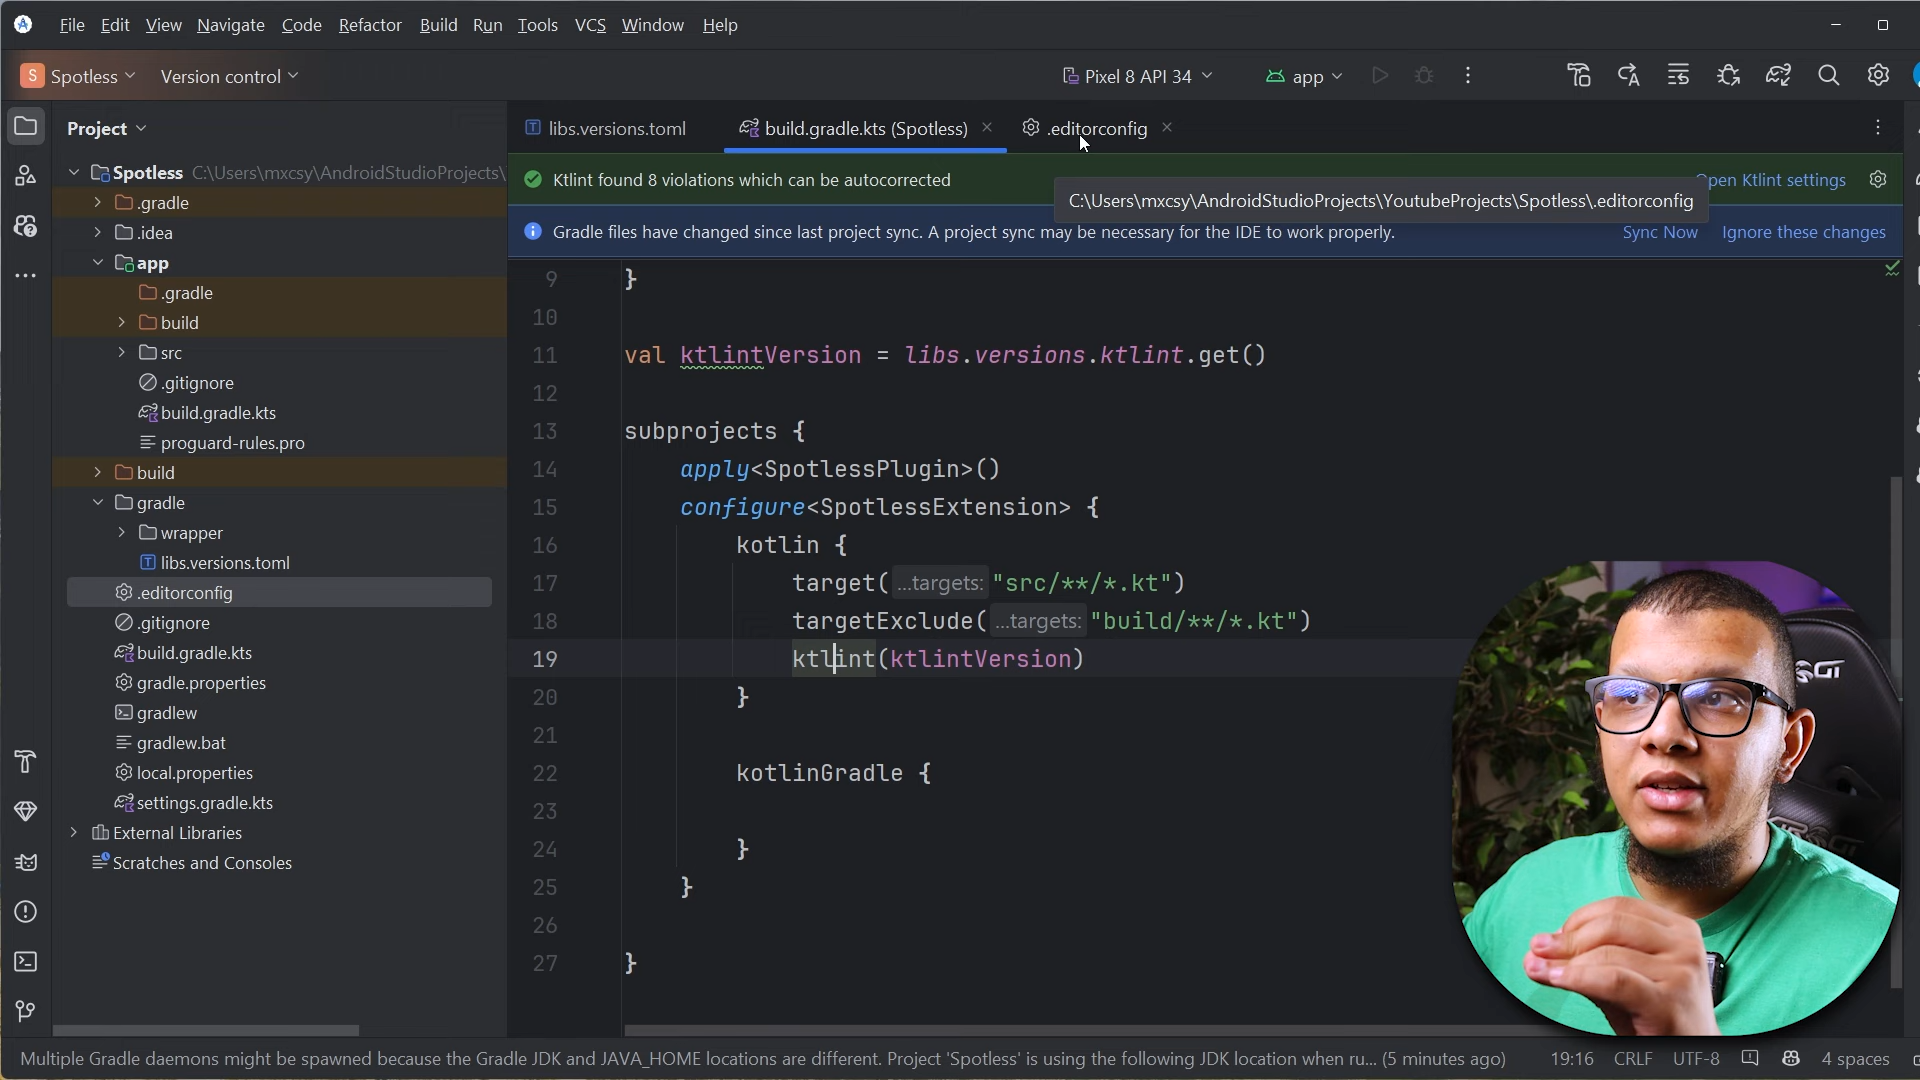 File Edit View Navigate Code Refactor Build Run Tools VCS Window Help
S Spotless Version control Pixel 8 API 34 app
Project
libs.versions.toml build.gradle.kts (Spotless) .editorconfig
Spotless C:\Users\mxcsy\AndroidStudioProjects\
.gradle
.idea
app
.gradle
build
src
.gitignore
build.gradle.kts
proguard-rules.pro
build
gradle
wrapper
libs.versions.toml
.editorconfig
.gitignore
build.gradle.kts
gradle.properties
gradlew
gradlew.bat
local.properties
settings.gradle.kts
External Libraries
Scratches and Consoles
Ktlint found 8 violations which can be autocorrected Open Ktlint settings
C:\Users\mxcsy\AndroidStudioProjects\YoutubeProjects\Spotless\.editorconfig
Gradle files have changed since last project sync. A project sync may be necessary for the IDE to work properly. Sync Now Ignore these changes
9 }
10
11 val ktlintVersion = libs.versions.ktlint.get()
12
13 subprojects {
14 apply<SpotlessPlugin>()
15 configure<SpotlessExtension> {
16 kotlin {
17 target( ...targets: "src/**/*.kt")
18 targetExclude( ...targets: "build/**/*.kt")
19 ktlint(ktlintVersion)
20 }
21
22 kotlinGradle {
23
24 }
25 }
26
27 }
Multiple Gradle daemons might be spawned because the Gradle JDK and JAVA_HOME locations are different. Project 'Spotless' is using the following JDK location when ru... (5 minutes ago) 19:16 CRLF UTF-8 4 spaces